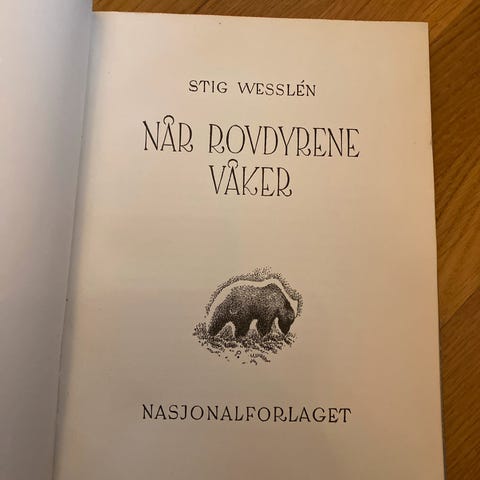 STIG WESSLÉN
NÅR ROVDYRENE
VÅKER
NASJONALFORLAGET